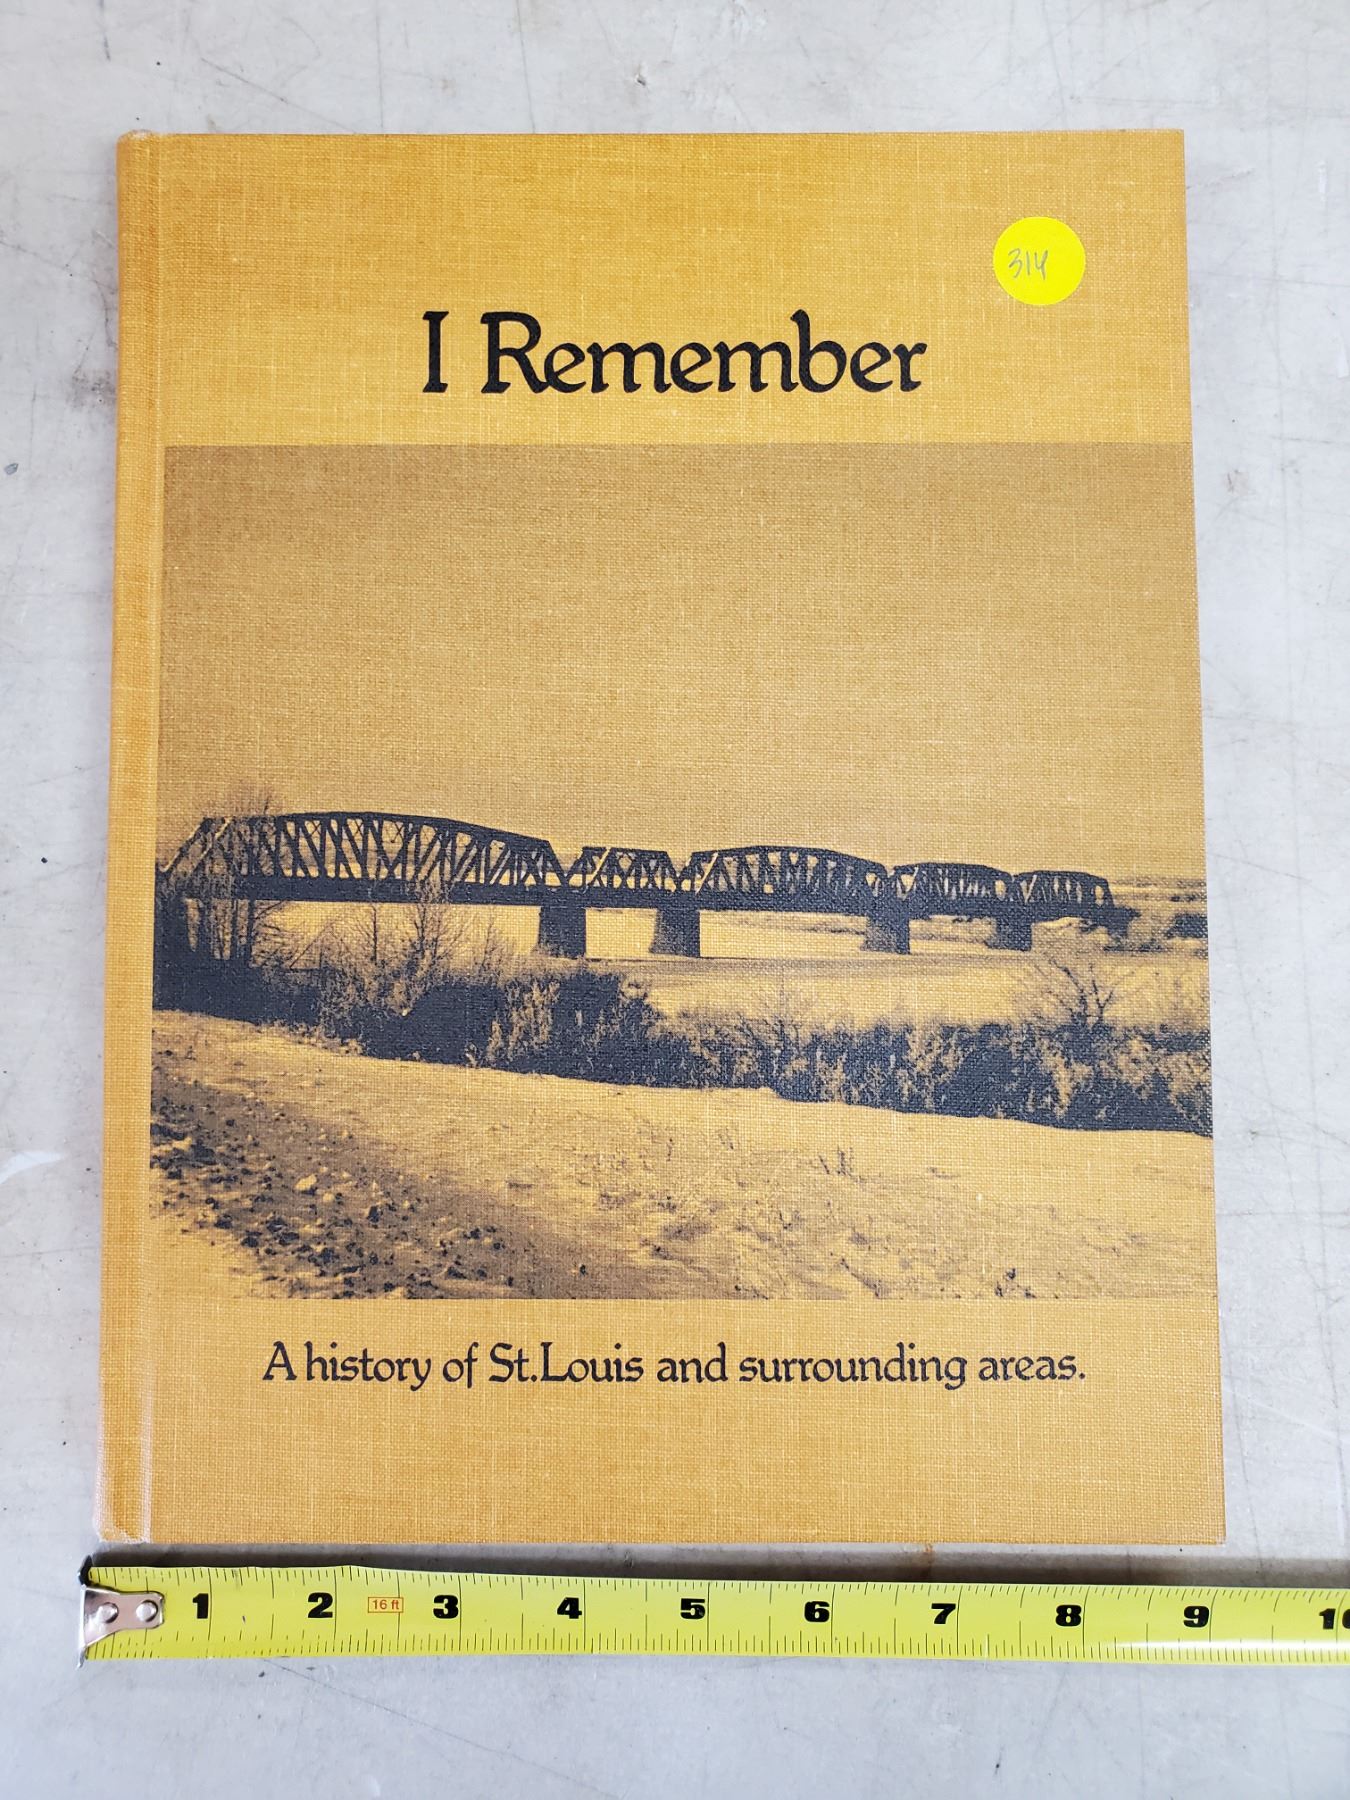 314
I Remember
A history of St. Louis and surrounding areas.
1 2 16 ft 3 4 5 6 7 8 9 10